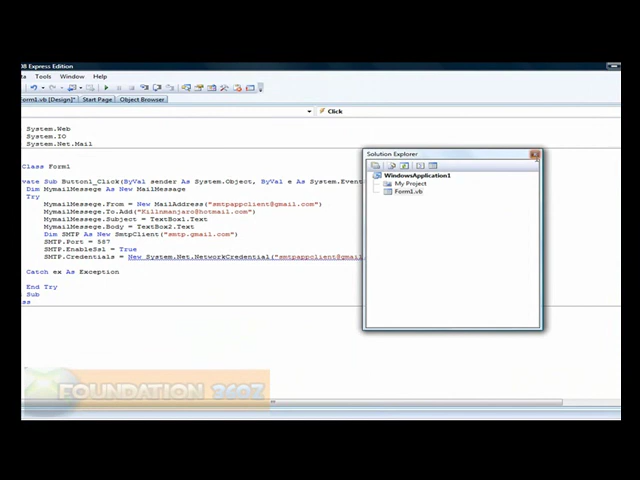 08 Express Edition
Tools Window Help
Form1.vb [Design]* Start Page Object Browser
Click
System.Web
System.IO
System.Net.Mail
Class Form1
vate Sub Button1_Click(ByVal sender As System.Object, ByVal e As System.Event
Dim MymailMessege As New MailMessage
Try
MymailMessege.From = New MailAddress("smtpappclient@gmail.com")
MymailMessege.To.Add("Kilinmanjaro@hotmail.com")
MymailMessege.Subject = TextBox1.Text
MymailMessege.Body = TextBox2.Text
Dim SMTP As New SmtpClient("smtp.gmail.com")
SMTP.Port = 587
SMTP.EnableSsl = True
SMTP.Credentials = New System.Net.NetworkCredential("smtpappclient@gmail.
Catch ex As Exception
End Try
Sub
ss
Solution Explorer
WindowsApplication1
My Project
Form1.vb
FOUNDATION 360Z